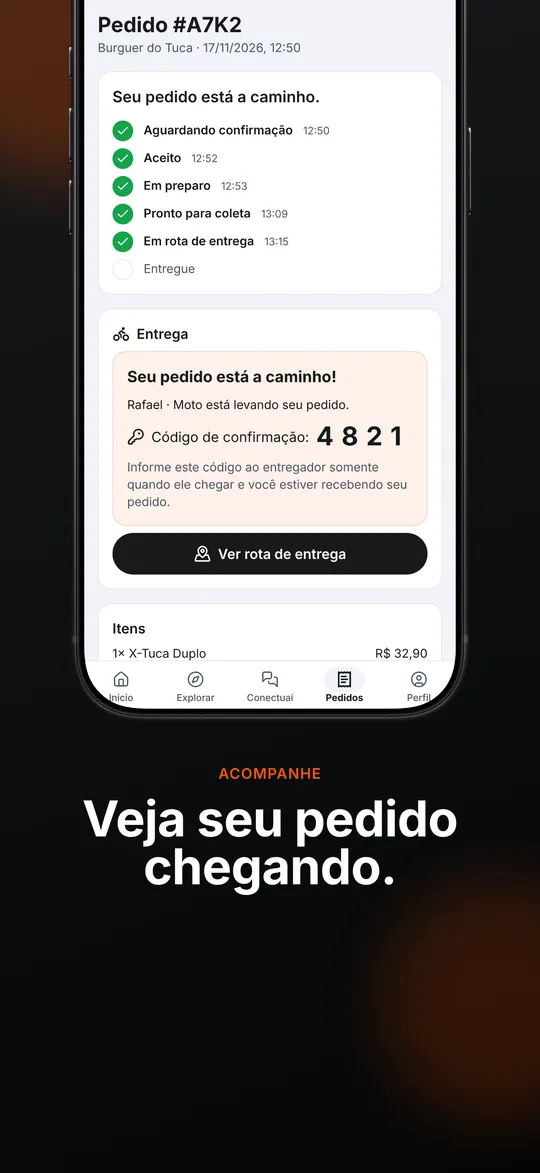 Pedido #A7K2
Burguer do Tuca · 17/11/2026, 12:50
Seu pedido está a caminho.
Aguardando confirmação 12:50
Aceito 12:52
Em preparo 12:53
Pronto para coleta 13:09
Em rota de entrega 13:15
Entregue
Entrega
Seu pedido está a caminho!
Rafael · Moto está levando seu pedido.
Código de confirmação: 4821
Informe este código ao entregador somente
quando ele chegar e você estiver recebendo seu
pedido.
Ver rota de entrega
Itens
1× X-Tuca Duplo R$ 32,90
Início Explorar Conectuaí Pedidos Perfil
ACOMPANHE
Veja seu pedido
chegando.